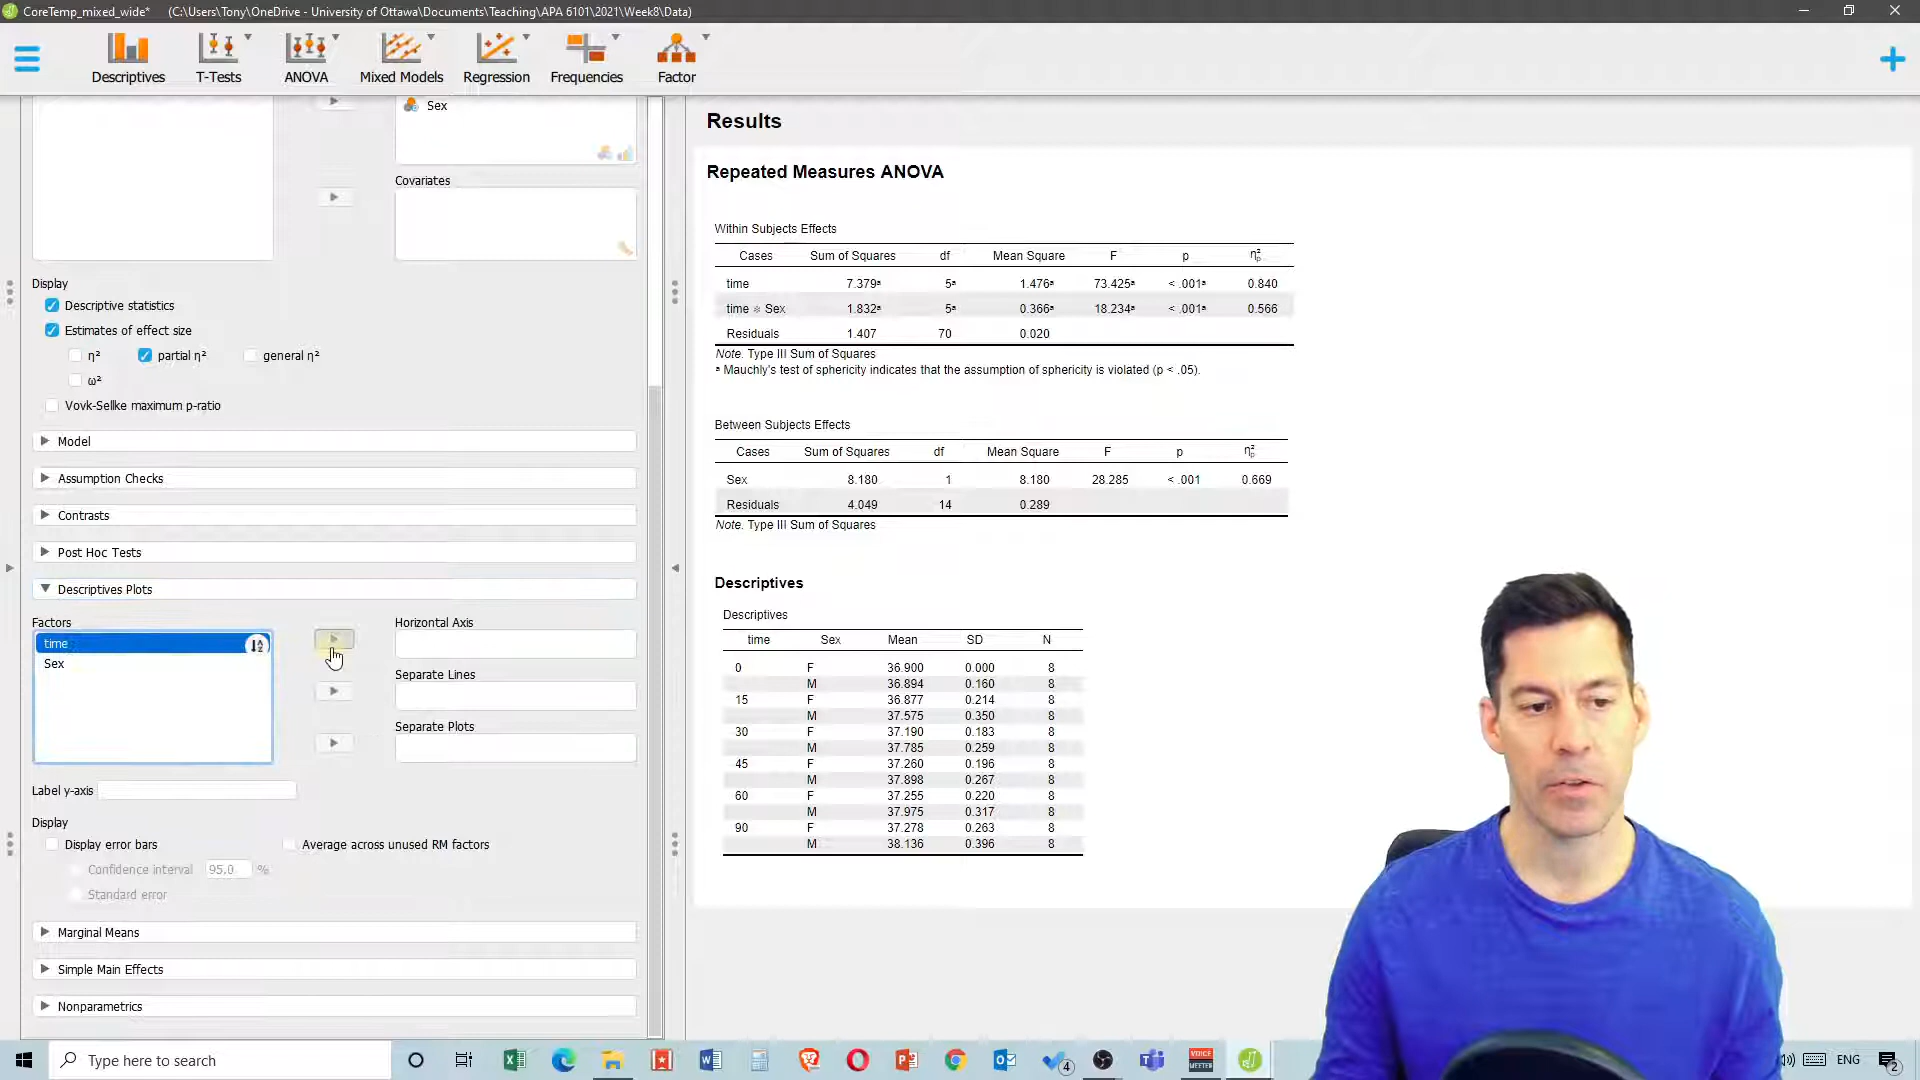 CoreTemp_mixed_wide* (C:\Users\Tony\OneDrive - University of Ottawa\Documents\Teaching\APA 6101\2021\Week8\Data)
Descriptives T-Tests ANOVA Mixed Models Regression Frequencies Factor
Sex
Covariates
Display
Descriptive statistics
Estimates of effect size
η² partial η² general η²
ω²
Vovk-Sellke maximum p-ratio
Model
Assumption Checks
Contrasts
Post Hoc Tests
Descriptives Plots
Factors
time
Sex
Horizontal Axis
Separate Lines
Separate Plots
Label y-axis
Display
Display error bars Average across unused RM factors
Confidence interval 95.0 %
Standard error
Marginal Means
Simple Main Effects
Nonparametrics
Results
Repeated Measures ANOVA
Within Subjects Effects
Cases Sum of Squares df Mean Square F p η²p
time 7.379ᵃ 5ᵃ 1.476ᵃ 73.425ᵃ < .001ᵃ 0.840
time ✻ Sex 1.832ᵃ 5ᵃ 0.366ᵃ 18.234ᵃ < .001ᵃ 0.566
Residuals 1.407 70 0.020
Note. Type III Sum of Squares
ᵃ Mauchly's test of sphericity indicates that the assumption of sphericity is violated (p < .05).
Between Subjects Effects
Cases Sum of Squares df Mean Square F p η²p
Sex 8.180 1 8.180 28.285 < .001 0.669
Residuals 4.049 14 0.289
Note. Type III Sum of Squares
Descriptives
Descriptives
time Sex Mean SD N
0 F 36.900 0.000 8
M 36.894 0.160 8
15 F 36.877 0.214 8
M 37.575 0.350 8
30 F 37.190 0.183 8
M 37.785 0.259 8
45 F 37.260 0.196 8
M 37.898 0.267 8
60 F 37.255 0.220 8
M 37.975 0.317 8
90 F 37.278 0.263 8
M 38.136 0.396 8
Type here to search
4
VOICE
MEETER
ENG
2